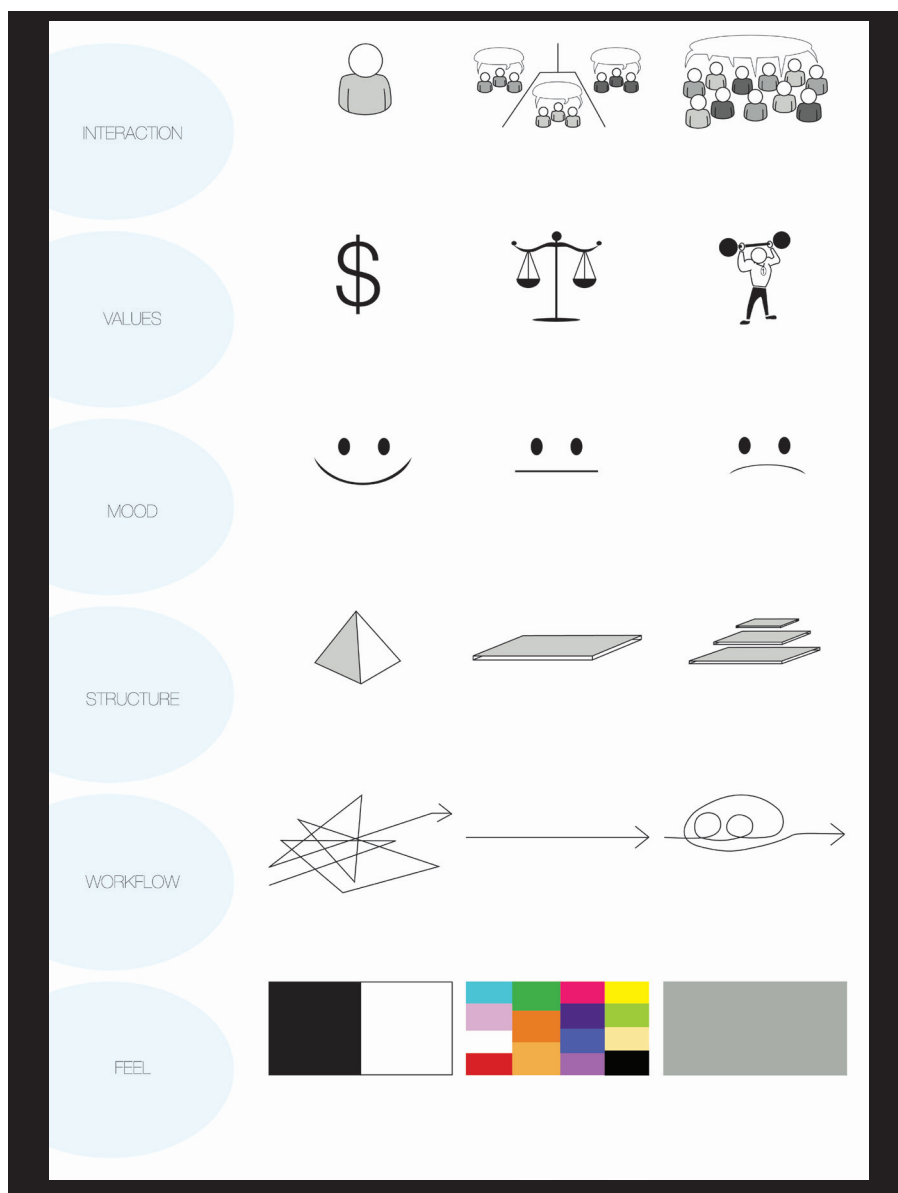 INTERACTION
$
VALUES
MOOD
STRUCTURE
WORKFLOW
FEEL